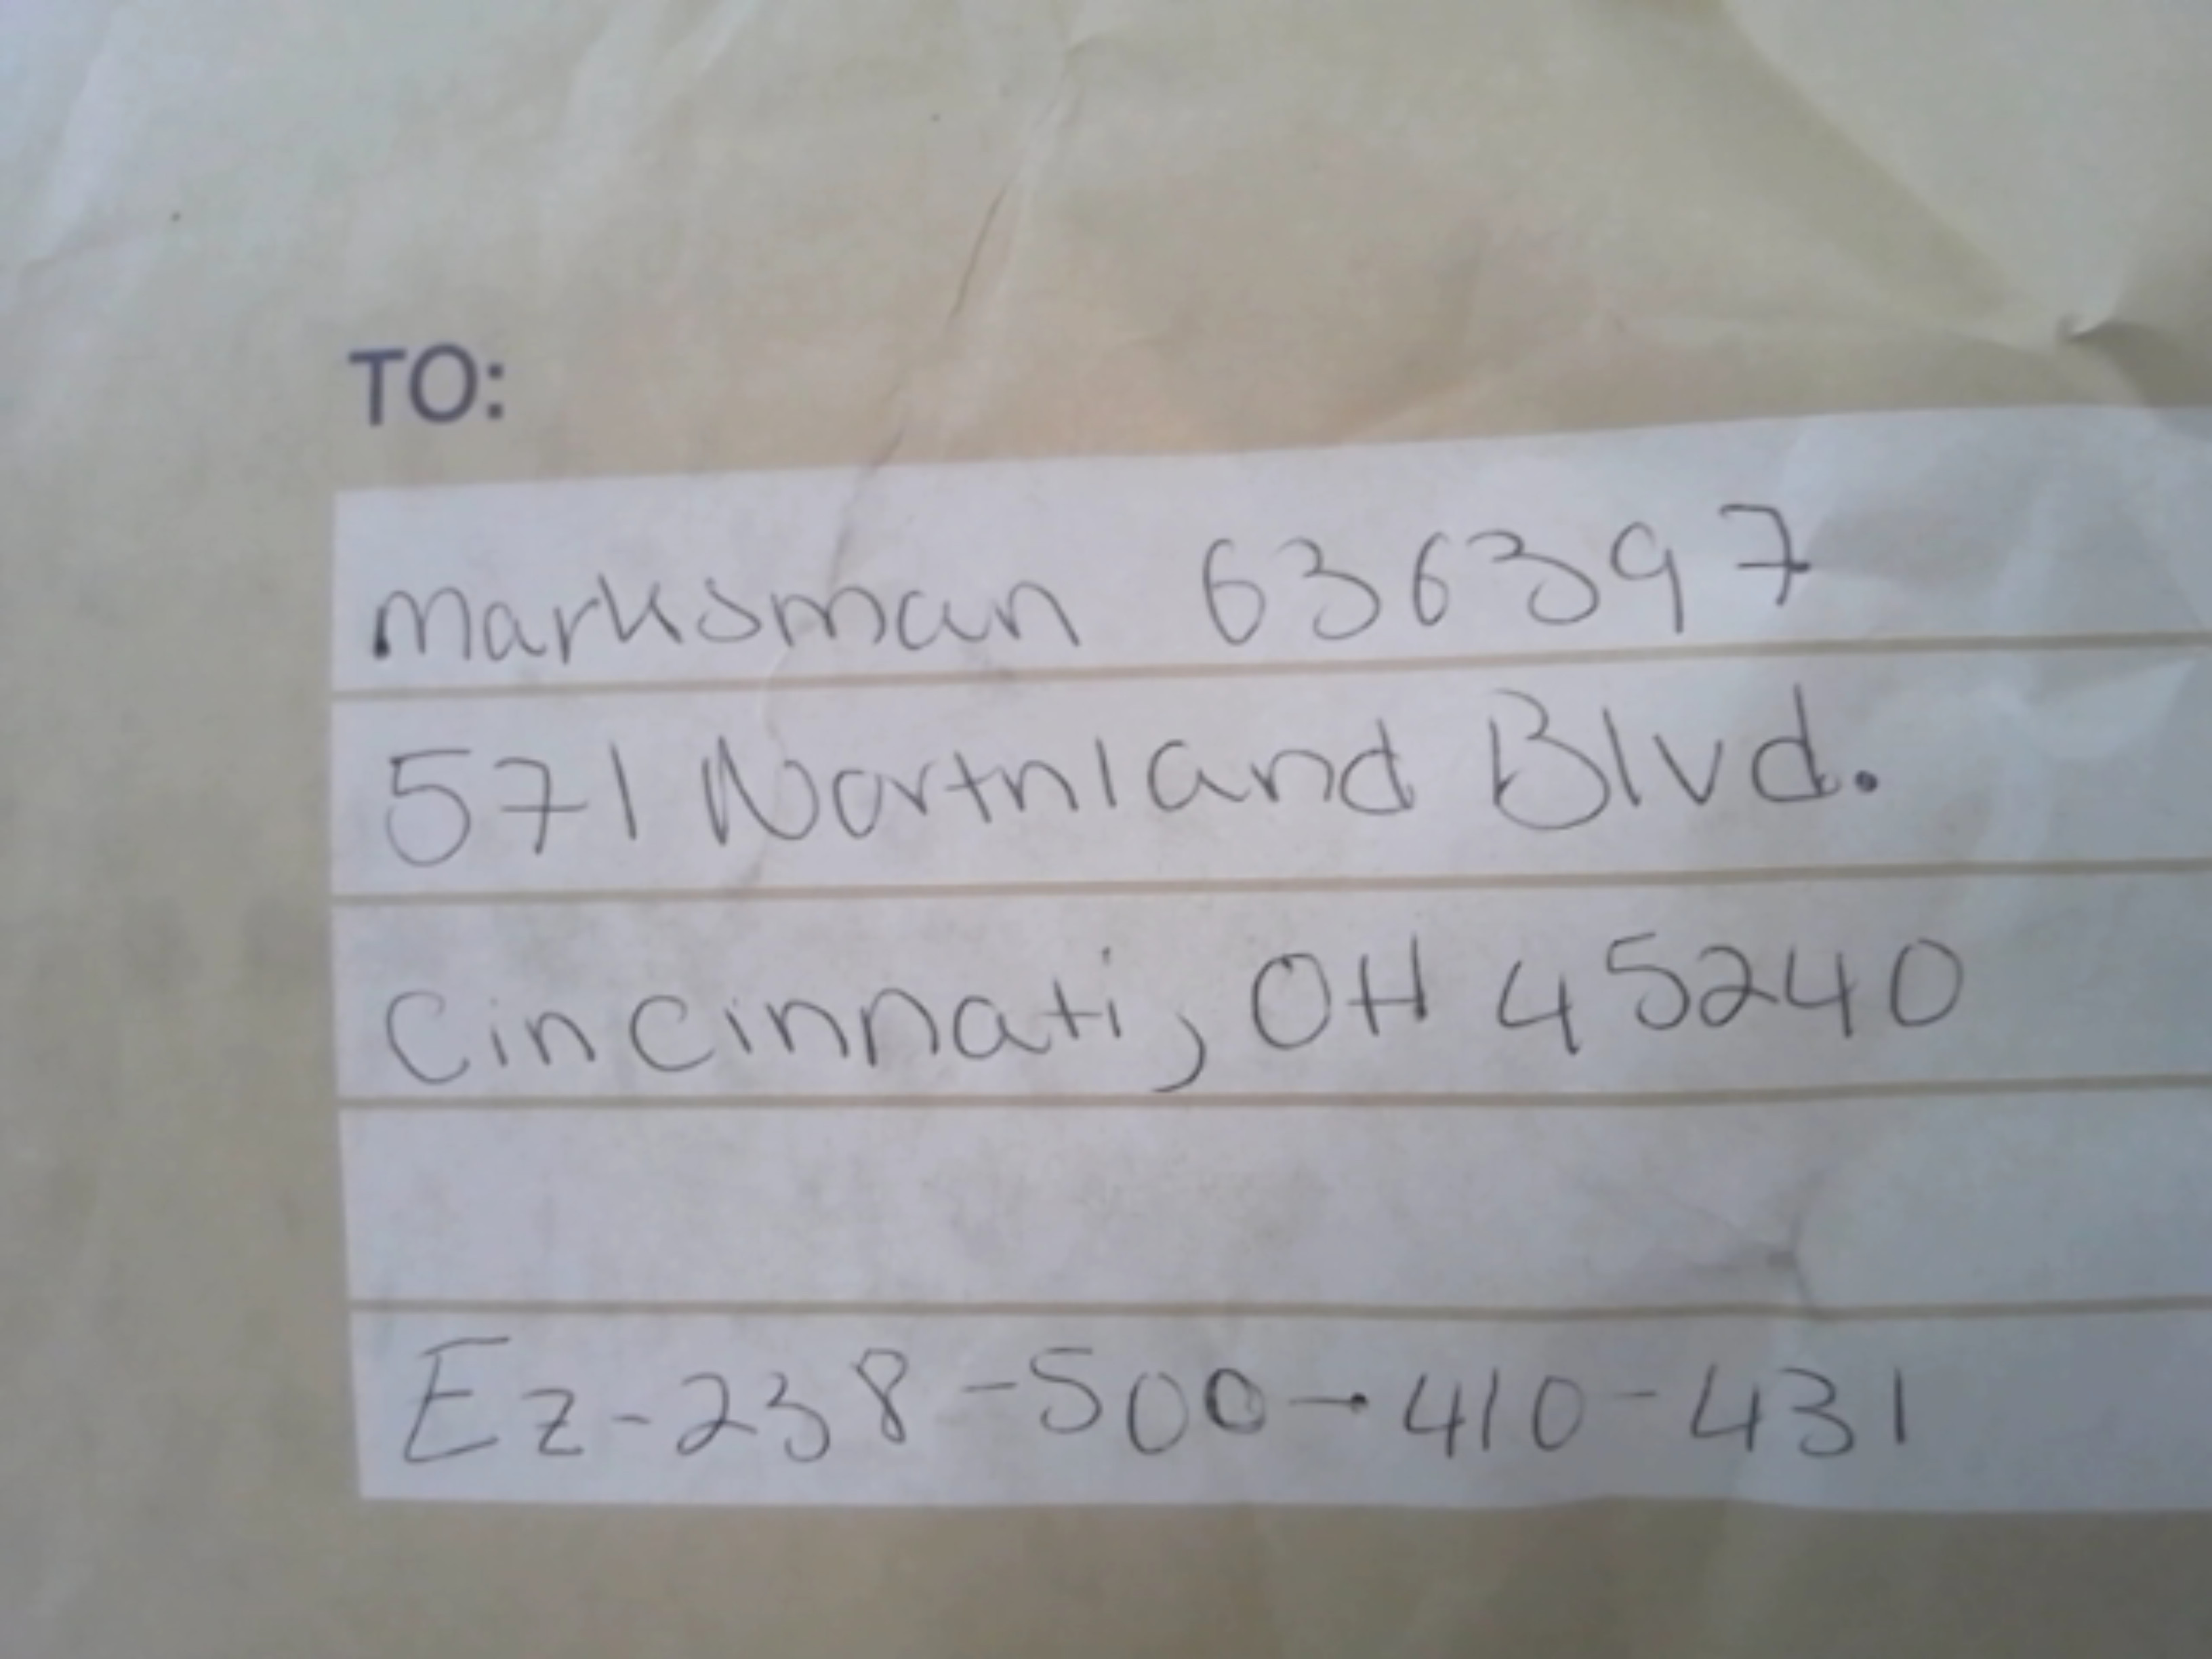 TO:
Marksman 636397
571 Northland Blvd.
Cincinnati, OH 45240
Ez-238-500-410-431